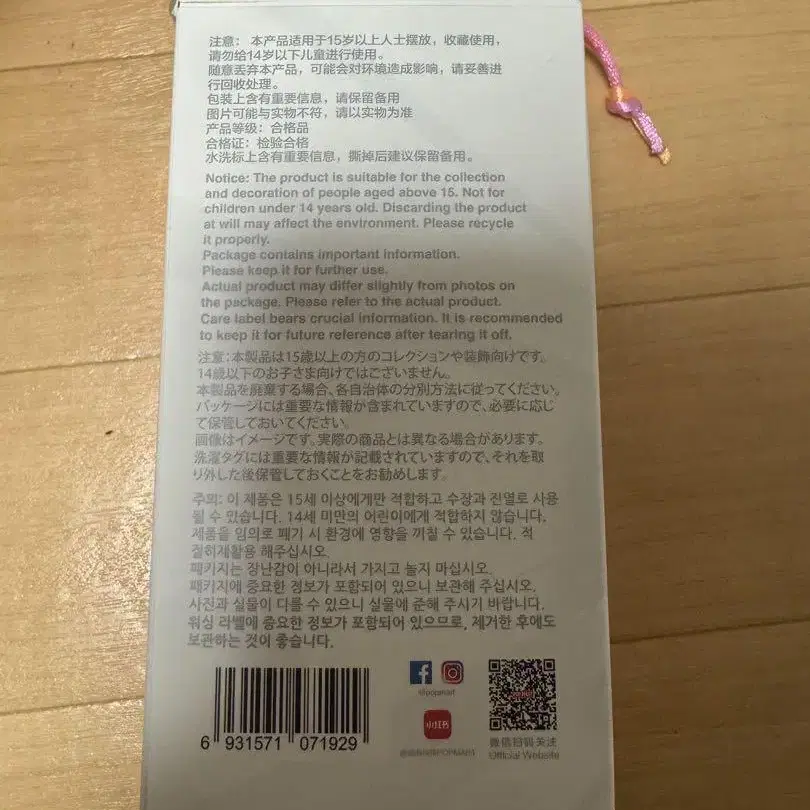 注意： 本产品适用于15岁以上人士摆放，收藏使用，
请勿给14岁以下儿童进行使用。
随意丢弃本产品，可能会对环境造成影响，请妥善进
行回收处理。
包装上含有重要信息，请保留备用
图片可能与实物不符，请以实物为准
产品等级：合格品
合格证：检验合格
水洗标上含有重要信息，撕掉后建议保留备用。
Notice: The product is suitable for the collection
and decoration of people aged above 15. Not for
children under 14 years old. Discarding the product
at will may affect the environment. Please recycle
it properly.
Package contains important information.
Please keep it for further use.
Actual product may differ slightly from photos on
the package. Please refer to the actual product.
Care label bears crucial information. It is recommended
to keep it for future reference after tearing it off.
注意：本製品は15歳以上の方のコレクションや装飾向けです。
14歳以下のお子さま向けではございません。
本製品を廃棄する場合、各自治体の分別方法に従ってください。
パッケージには重要な情報が含まれていますので、必要に応じ
て保管しておいてください。
画像はイメージです。実際の商品とは異なる場合があります。
洗濯タグには重要な情報が記載されていますので、それを取
り外した後保管しておくことをお勧めします。
주의: 이 제품은 15세 이상에게만 적합하고 수장과 진열로 사용
될 수 있습니다. 14세 미만의 어린이에게 적합하지 않습니다.
제품을 임의로 폐기 시 환경에 영향을 끼칠 수 있습니다. 적
절히재활용 해주십시오.
패키지는 장난감이 아니라서 가지고 놀지 마십시오.
패키지에 중요한 정보가 포함되어 있으니 보관해 주십시오.
사진과 실물이 다를 수 있으니 실물에 준해 주시기 바랍니다.
워싱 라벨에 중요한 정보가 포함되어 있으므로, 제거한 후에도
보관하는 것이 좋습니다.
@popmart
小红书
微信扫码关注
Official Website
6 931571 071929